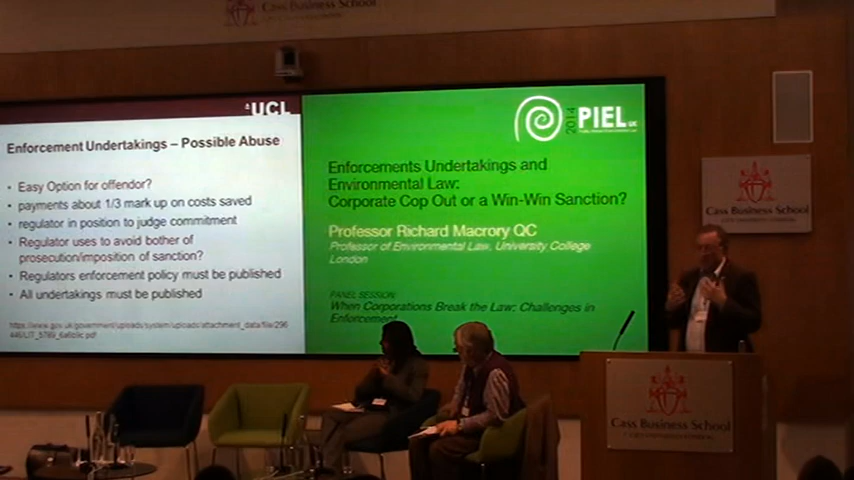 Cass Business School
UCL
Enforcement Undertakings – Possible Abuse
• Easy Option for offendor?
• payments about 1/3 mark up on costs saved
• regulator in position to judge commitment
• Regulator uses to avoid bother of
prosecution/imposition of sanction?
• Regulators enforcement policy must be published
• All undertakings must be published
2014
PIEL UK
Enforcements Undertakings and
Environmental Law:
Corporate Cop Out or a Win-Win Sanction?
Professor Richard Macrory QC
Professor of Environmental Law, University College
London
PANEL SESSION:
When Corporations Break the Law: Challenges in
Enforcement
Cass Business School
Cass Business School